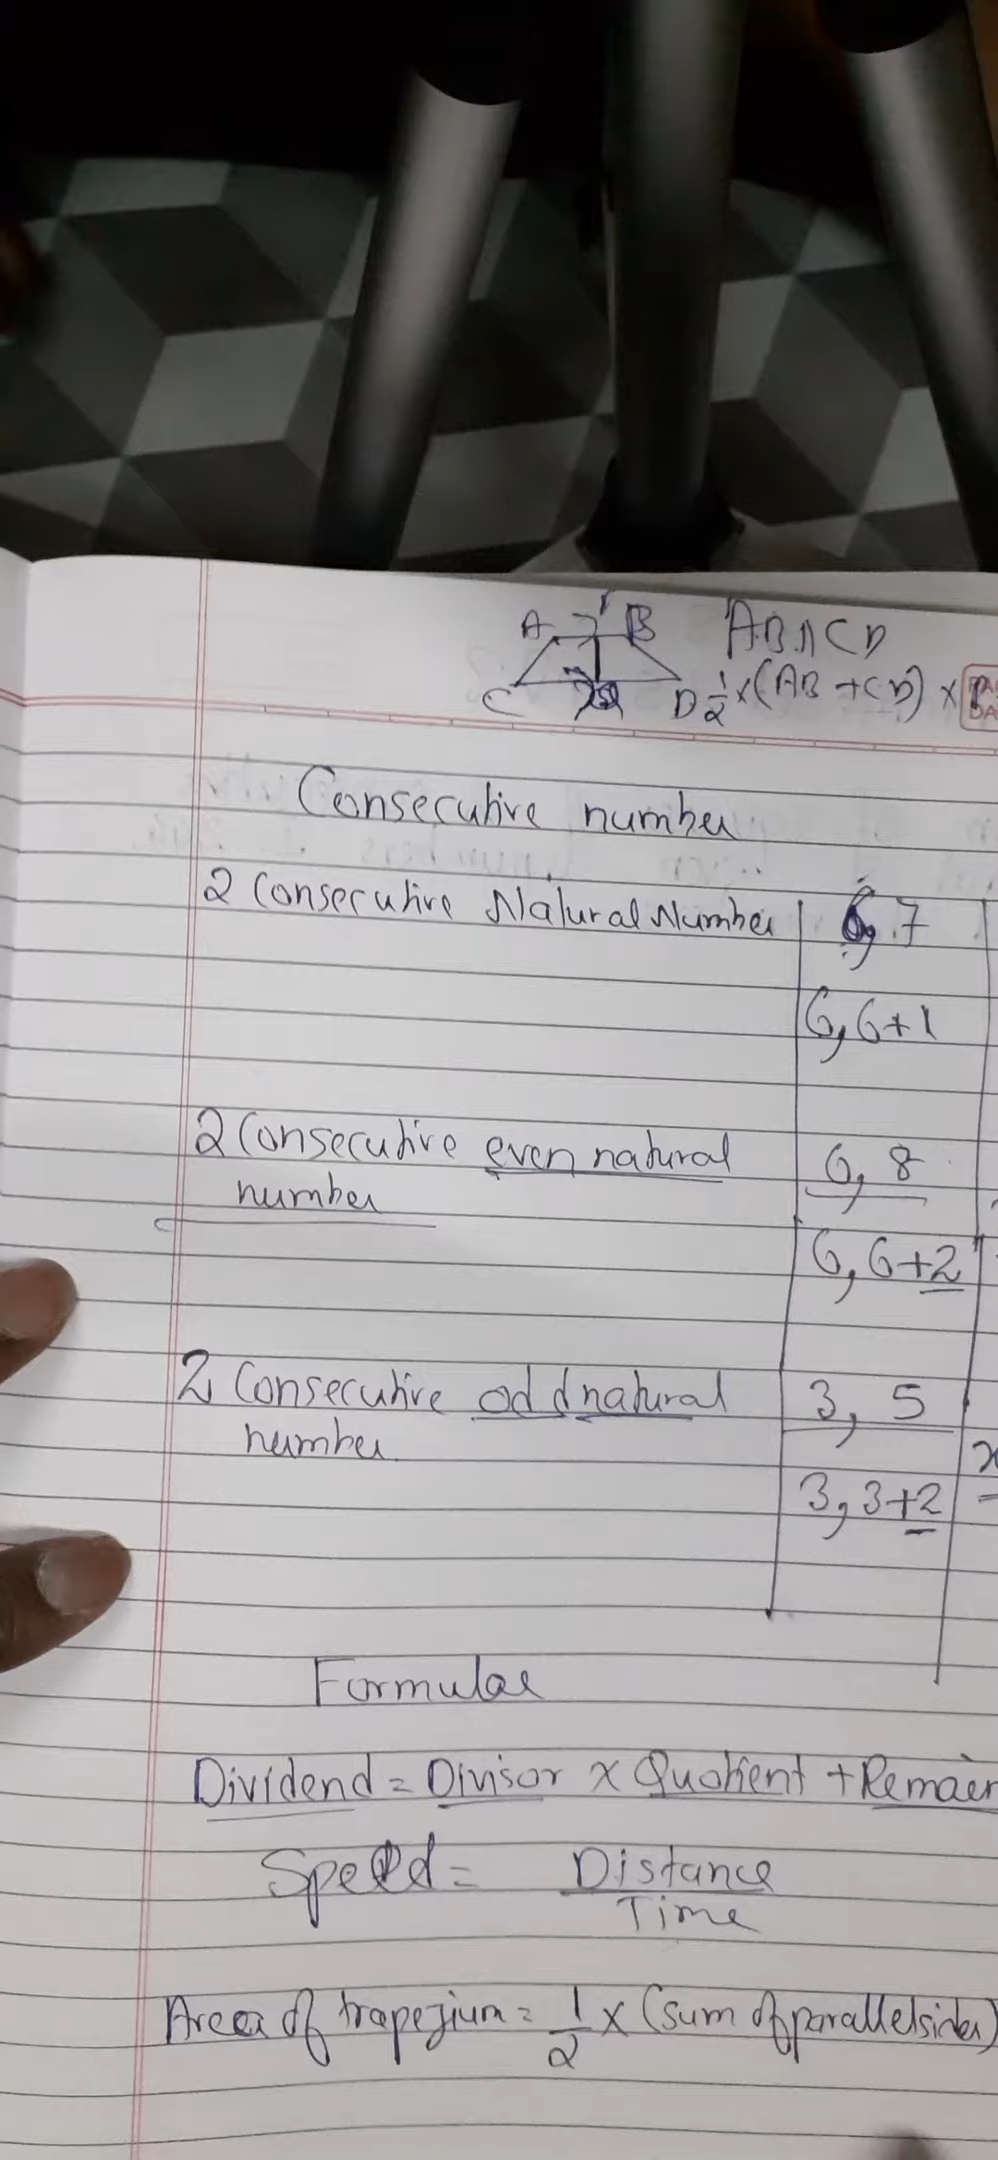 A P B AB || CD
C Q D 1/2 × (AB + CD) × P
Consecutive number
2 Consecutive Natural Number 6, 7
6, 6+1
2 Consecutive even natural 6, 8
number
6, 6+2
2 Consecutive odd natural 3, 5
number
x
3, 3+2
Formulae
Dividend = Divisor × Quotient + Remain
Speed = Distance
Time
Area of trapezium = 1/2 × (sum of parallel sides)